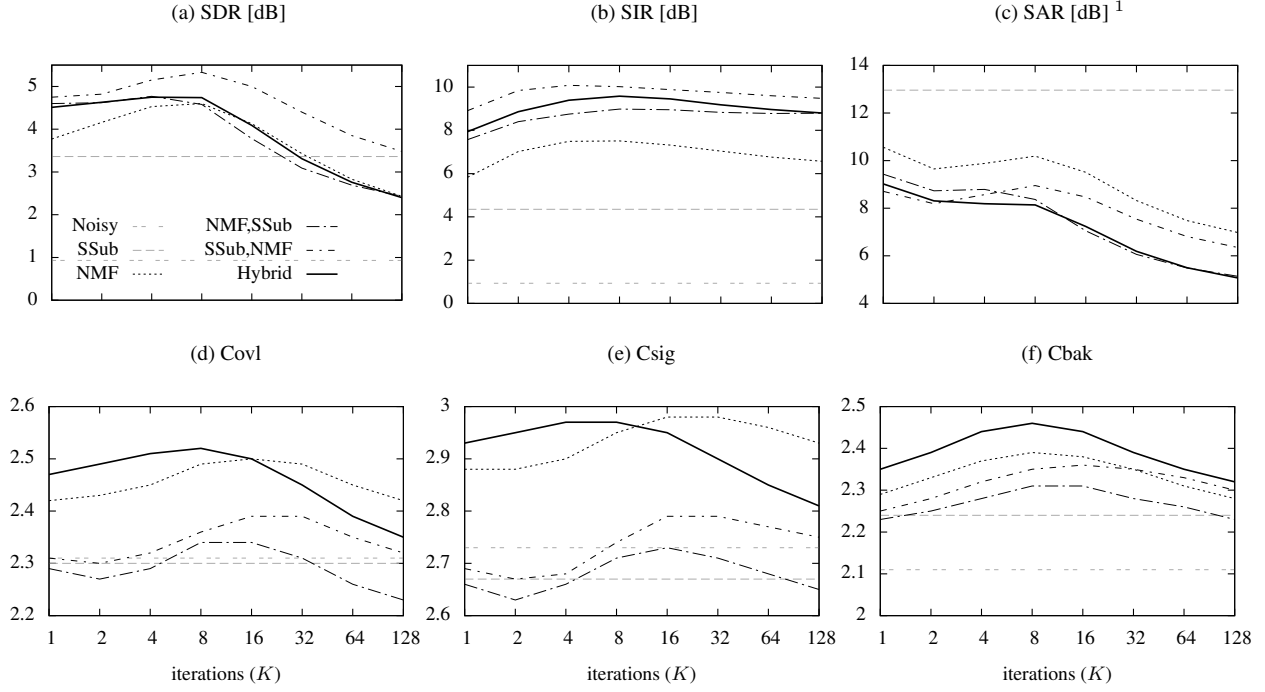 (a) SDR [dB]
(b) SIR [dB]
(c) SAR [dB] 1
5
4
3
2
1
0
Noisy
SSub
NMF
NMF,SSub
SSub,NMF
Hybrid
10
8
6
4
2
0
14
12
10
8
6
4
(d) Covl
(e) Csig
(f) Cbak
2.6
2.5
2.4
2.3
2.2
1 2 4 8 16 32 64 128
iterations (K)
3
2.9
2.8
2.7
2.6
1 2 4 8 16 32 64 128
iterations (K)
2.5
2.4
2.3
2.2
2.1
2
1 2 4 8 16 32 64 128
iterations (K)